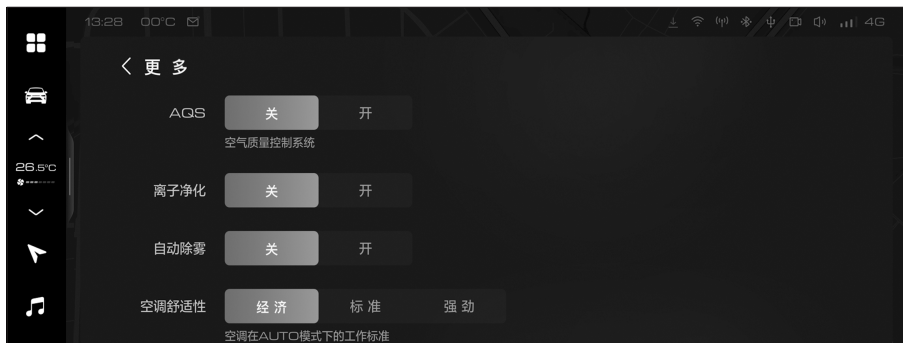 13:28 00°C 4G
更多
AQS 关 开
空气质量控制系统
26.5°C
离子净化 关 开
自动除雾 关 开
空调舒适性 经济 标准 强劲
空调在AUTO模式下的工作标准